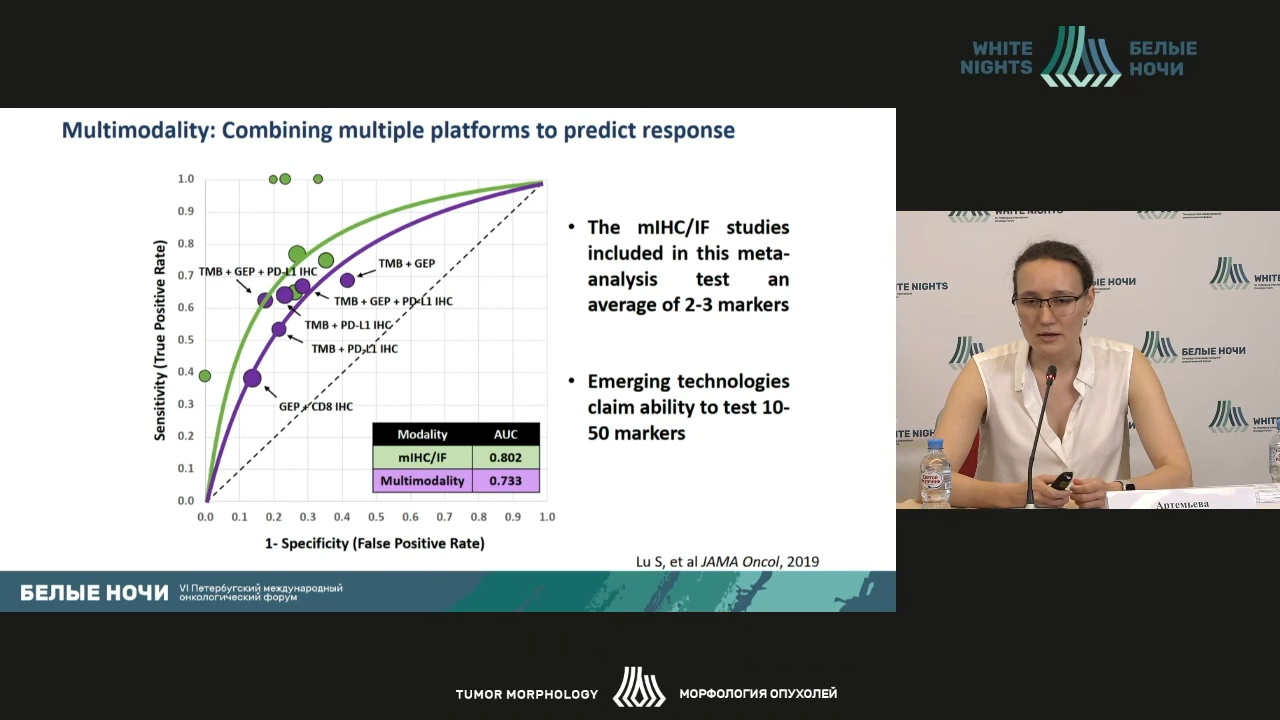 WHITE
NIGHTS
БЕЛЫЕ
НОЧИ
Multimodality: Combining multiple platforms to predict response
Sensitivity (True Positive Rate)
1.0
0.9
0.8
0.7
0.6
0.5
0.4
0.3
0.2
0.1
0.0
0.0 0.1 0.2 0.3 0.4 0.5 0.6 0.7 0.8 0.9 1.0
1- Specificity (False Positive Rate)
TMB + GEP
TMB + GEP + PD-L1 IHC
TMB + GEP + PD-L1 IHC
TMB + PD-L1 IHC
TMB + PD-L1 IHC
GEP + CD8 IHC
Modality AUC
mIHC/IF 0.802
Multimodality 0.733
• The mIHC/IF studies
included in this meta-
analysis test an
average of 2-3 markers
• Emerging technologies
claim ability to test 10-
50 markers
Lu S, et al JAMA Oncol, 2019
БЕЛЫЕ НОЧИ
VI Петербургский международный
онкологический форум
WHITE NIGHTS
NIGHTS
БЕЛЫЕ НОЧИ
NIGHTS
WHIT
Артемьева
TUMOR MORPHOLOGY
МОРФОЛОГИЯ ОПУХОЛЕЙ